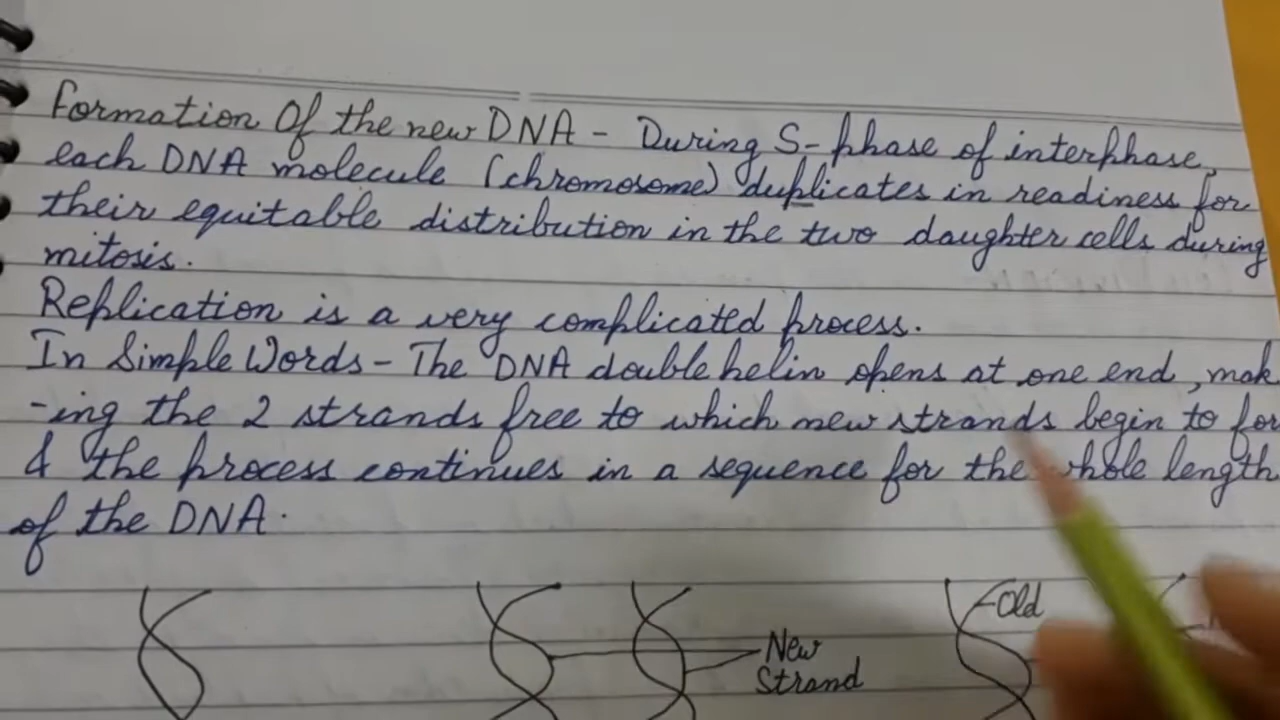 Formation Of the new DNA - During S-phase of interphase,
each DNA molecule (chromosome) duplicates in readiness for
their equitable distribution in the two daughter cells during
mitosis.
Replication is a very complicated process.
In Simple Words - The DNA double helin opens at one end, mak
-ing the 2 strands free to which new strands begin to for
& the process continues in a sequence for the whole length
of the DNA.
Old
New
Strand